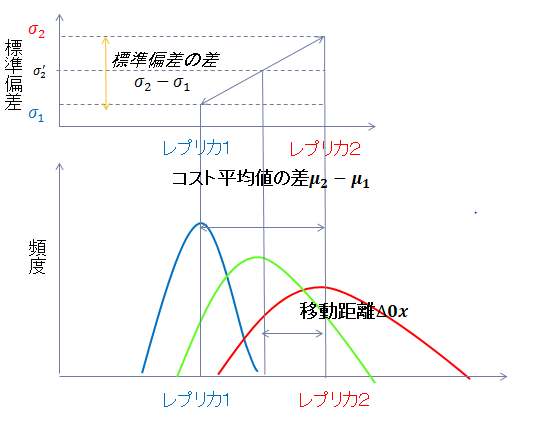 標準偏差
σ₂
σ₂′
σ₁
標準偏差の差
σ₂ − σ₁
レプリカ1
レプリカ2
コスト平均値の差μ₂ − μ₁
頻度
移動距離Δ0x
レプリカ1
レプリカ2